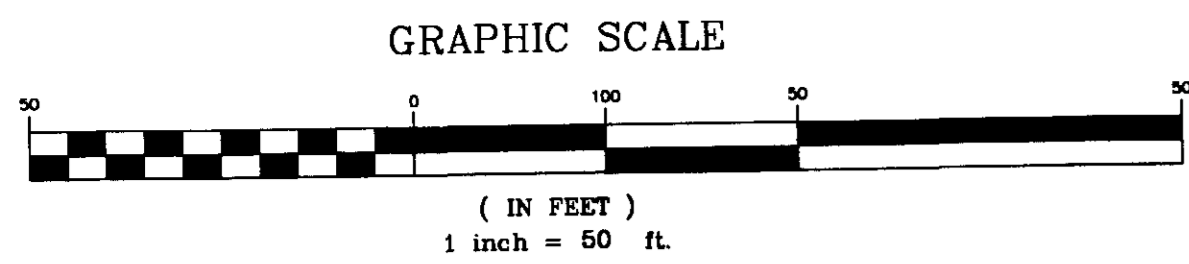 GRAPHIC SCALE
50 0 100 50 50
( IN FEET )
1 inch = 50 ft.